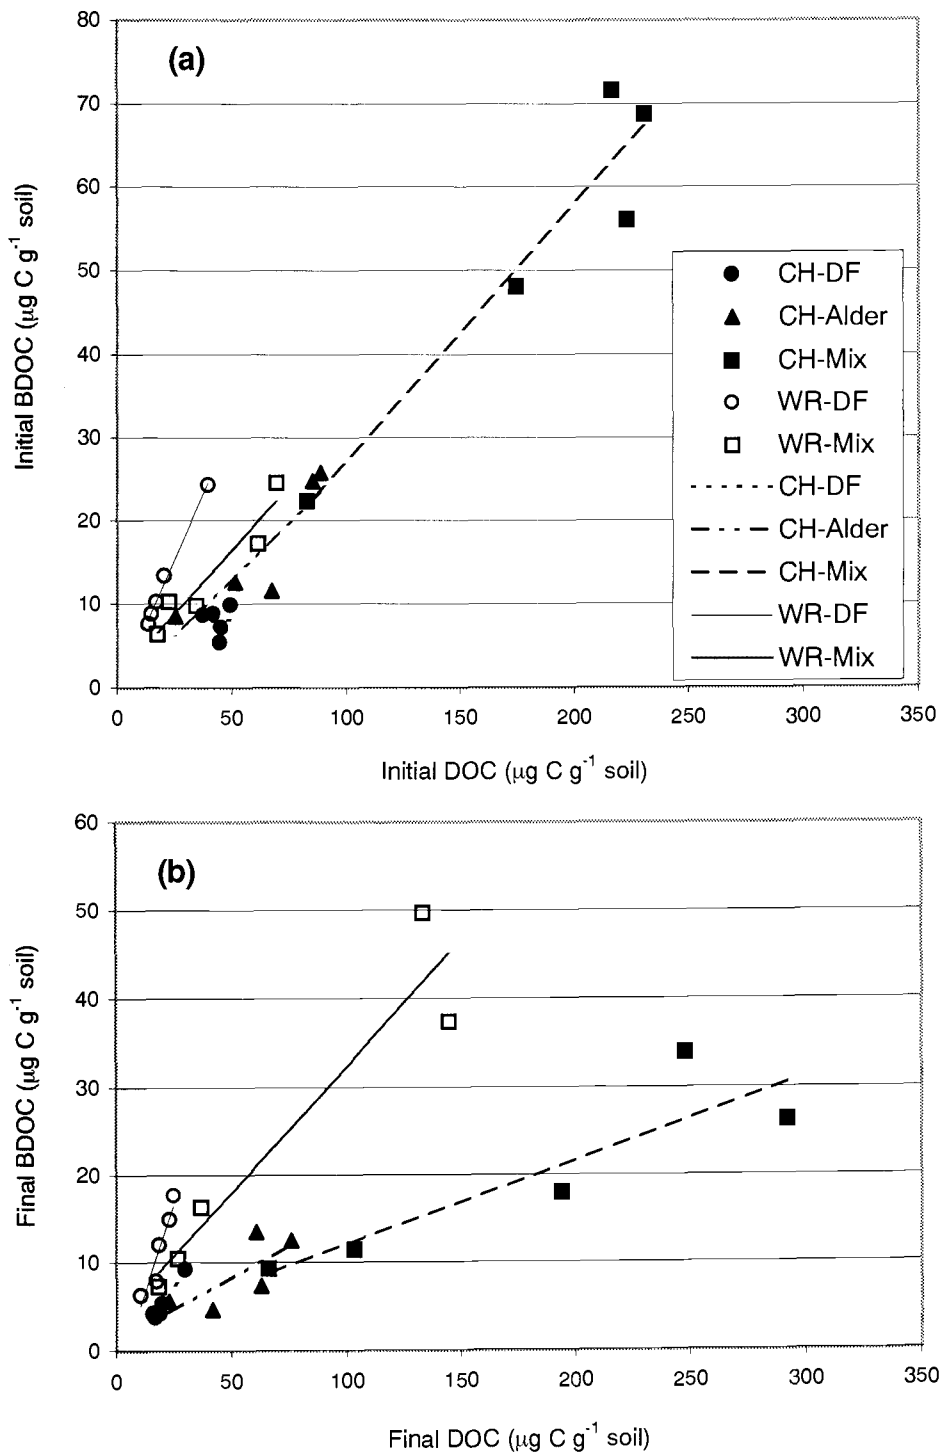 80
(a)
70
60
50
40
30
20
10
0
Initial BDOC (µg C g⁻¹ soil)
CH-DF
CH-Alder
CH-Mix
WR-DF
WR-Mix
CH-DF
CH-Alder
CH-Mix
WR-DF
WR-Mix
0 50 100 150 200 250 300 350
Initial DOC (µg C g⁻¹ soil)
60
(b)
50
40
30
20
10
0
Final BDOC (µg C g⁻¹ soil)
0 50 100 150 200 250 300 350
Final DOC (µg C g⁻¹ soil)